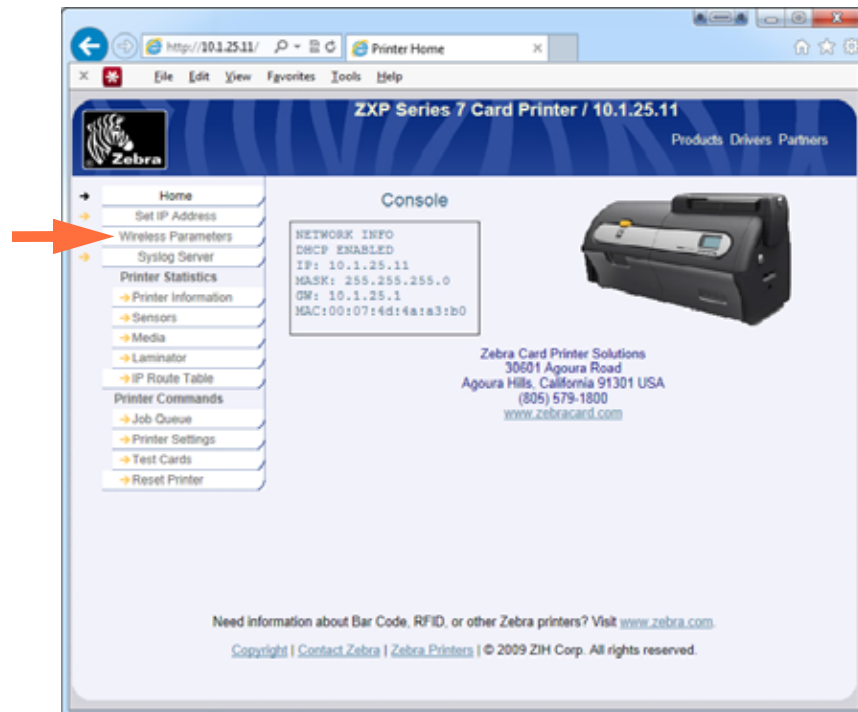 http://10.1.25.11/
Printer Home
File Edit View Favorites Tools Help
ZXP Series 7 Card Printer / 10.1.25.11
Products Drivers Partners
Zebra
Home
Set IP Address
Wireless Parameters
Syslog Server
Printer Statistics
Printer Information
Sensors
Media
Laminator
IP Route Table
Printer Commands
Job Queue
Printer Settings
Test Cards
Reset Printer
Console
NETWORK INFO
DHCP ENABLED
IP: 10.1.25.11
MASK: 255.255.255.0
GW: 10.1.25.1
MAC:00:07:4d:4a:a3:b0
Zebra Card Printer Solutions
30601 Agoura Road
Agoura Hills, California 91301 USA
(805) 579-1800
www.zebracard.com
Need information about Bar Code, RFID, or other Zebra printers? Visit www.zebra.com.
Copyright | Contact Zebra | Zebra Printers | © 2009 ZIH Corp. All rights reserved.